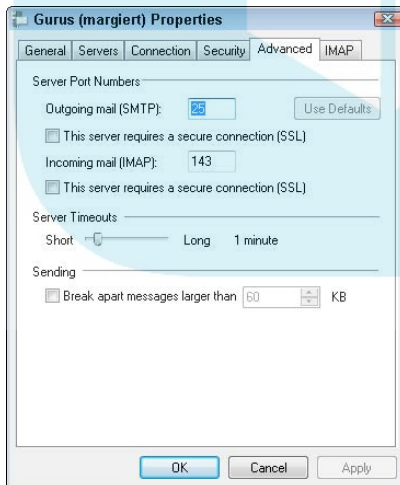 Gurus (margiert) Properties
General Servers Connection Security Advanced IMAP
Server Port Numbers
Outgoing mail (SMTP): 25 Use Defaults
This server requires a secure connection (SSL)
Incoming mail (IMAP): 143
This server requires a secure connection (SSL)
Server Timeouts
Short Long 1 minute
Sending
Break apart messages larger than 60 KB
OK Cancel Apply